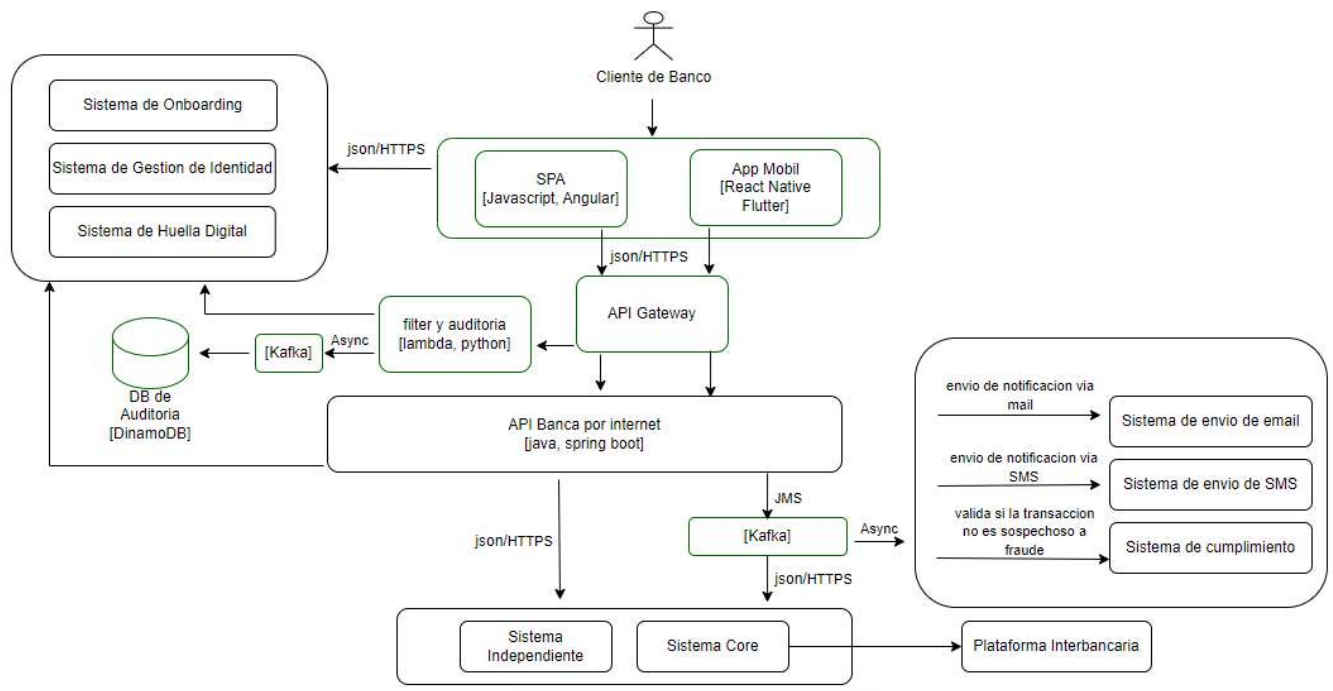 Cliente de Banco
Sistema de Onboarding
Sistema de Gestion de Identidad
Sistema de Huella Digital
json/HTTPS
SPA
[Javascript, Angular]
App Mobil
[React Native
Flutter]
json/HTTPS
API Gateway
filter y auditoria
[lambda, python]
Async
[Kafka]
DB de
Auditoria
[DinamoDB]
API Banca por internet
[java, spring boot]
envio de notificacion via
mail
Sistema de envio de email
envio de notificacion via
SMS
Sistema de envio de SMS
valida si la transaccion
no es sospechoso a
fraude
Sistema de cumplimiento
JMS
[Kafka]
Async
json/HTTPS
json/HTTPS
Sistema
Independiente
Sistema Core
Plataforma Interbancaria